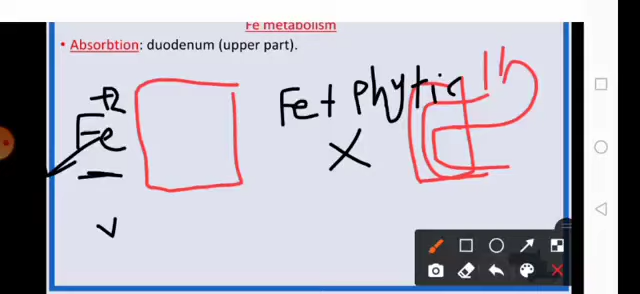 Fe metabolism
• Absorbtion: duodenum (upper part).
+2
Fe
Fe + phytic